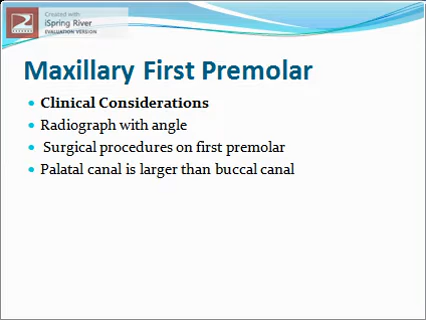 Created with
iSpring River
EVALUATION VERSION
Maxillary First Premolar
Clinical Considerations
Radiograph with angle
Surgical procedures on first premolar
Palatal canal is larger than buccal canal